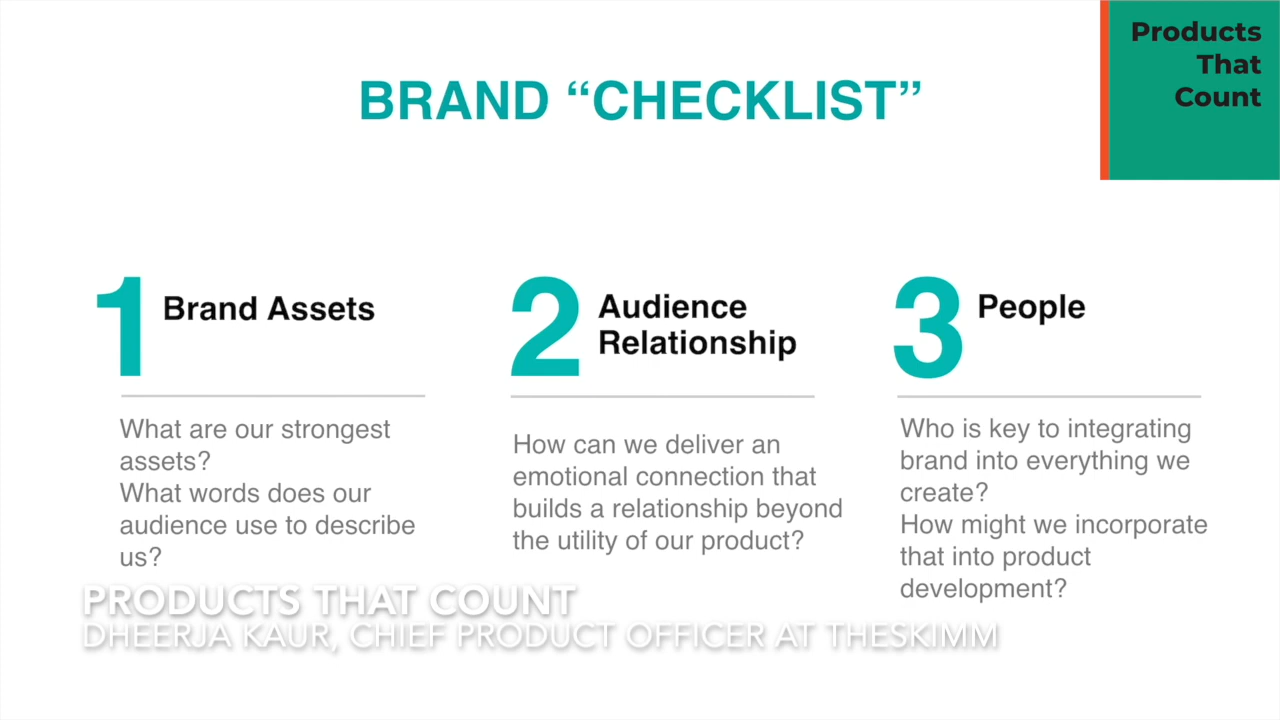 Products
That
Count
BRAND “CHECKLIST”
1 Brand Assets
What are our strongest
assets?
What words does our
audience use to describe
us?
2 Audience
Relationship
How can we deliver an
emotional connection that
builds a relationship beyond
the utility of our product?
3 People
Who is key to integrating
brand into everything we
create?
How might we incorporate
that into product
development?
PRODUCTS THAT COUNT
DHEERJA KAUR, CHIEF PRODUCT OFFICER AT THESKIMM